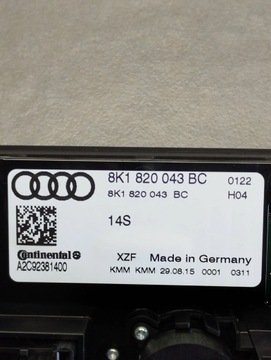 8K1 820 043 BC 0122
8K1 820 043 BC H04
14S
Continental
A2C92381400
XZF Made in Germany
KMM KMM 29.08.15 0001 0311